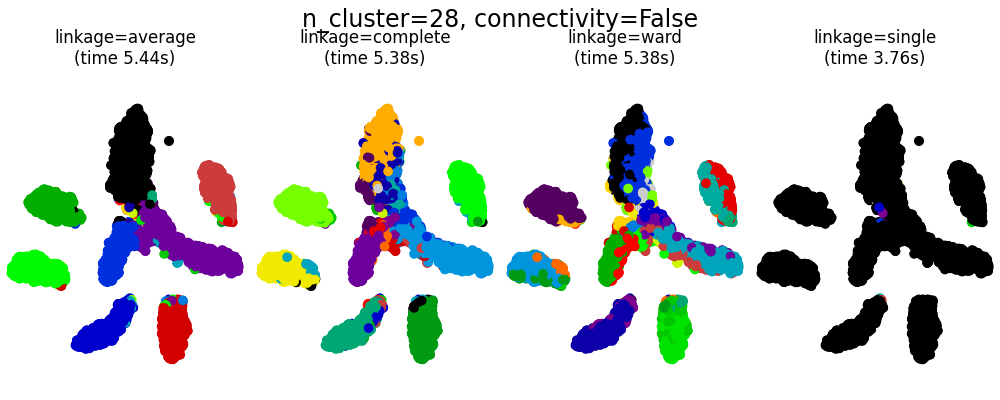 n_cluster=28, connectivity=False
linkage=average
(time 5.44s)
linkage=complete
(time 5.38s)
linkage=ward
(time 5.38s)
linkage=single
(time 3.76s)